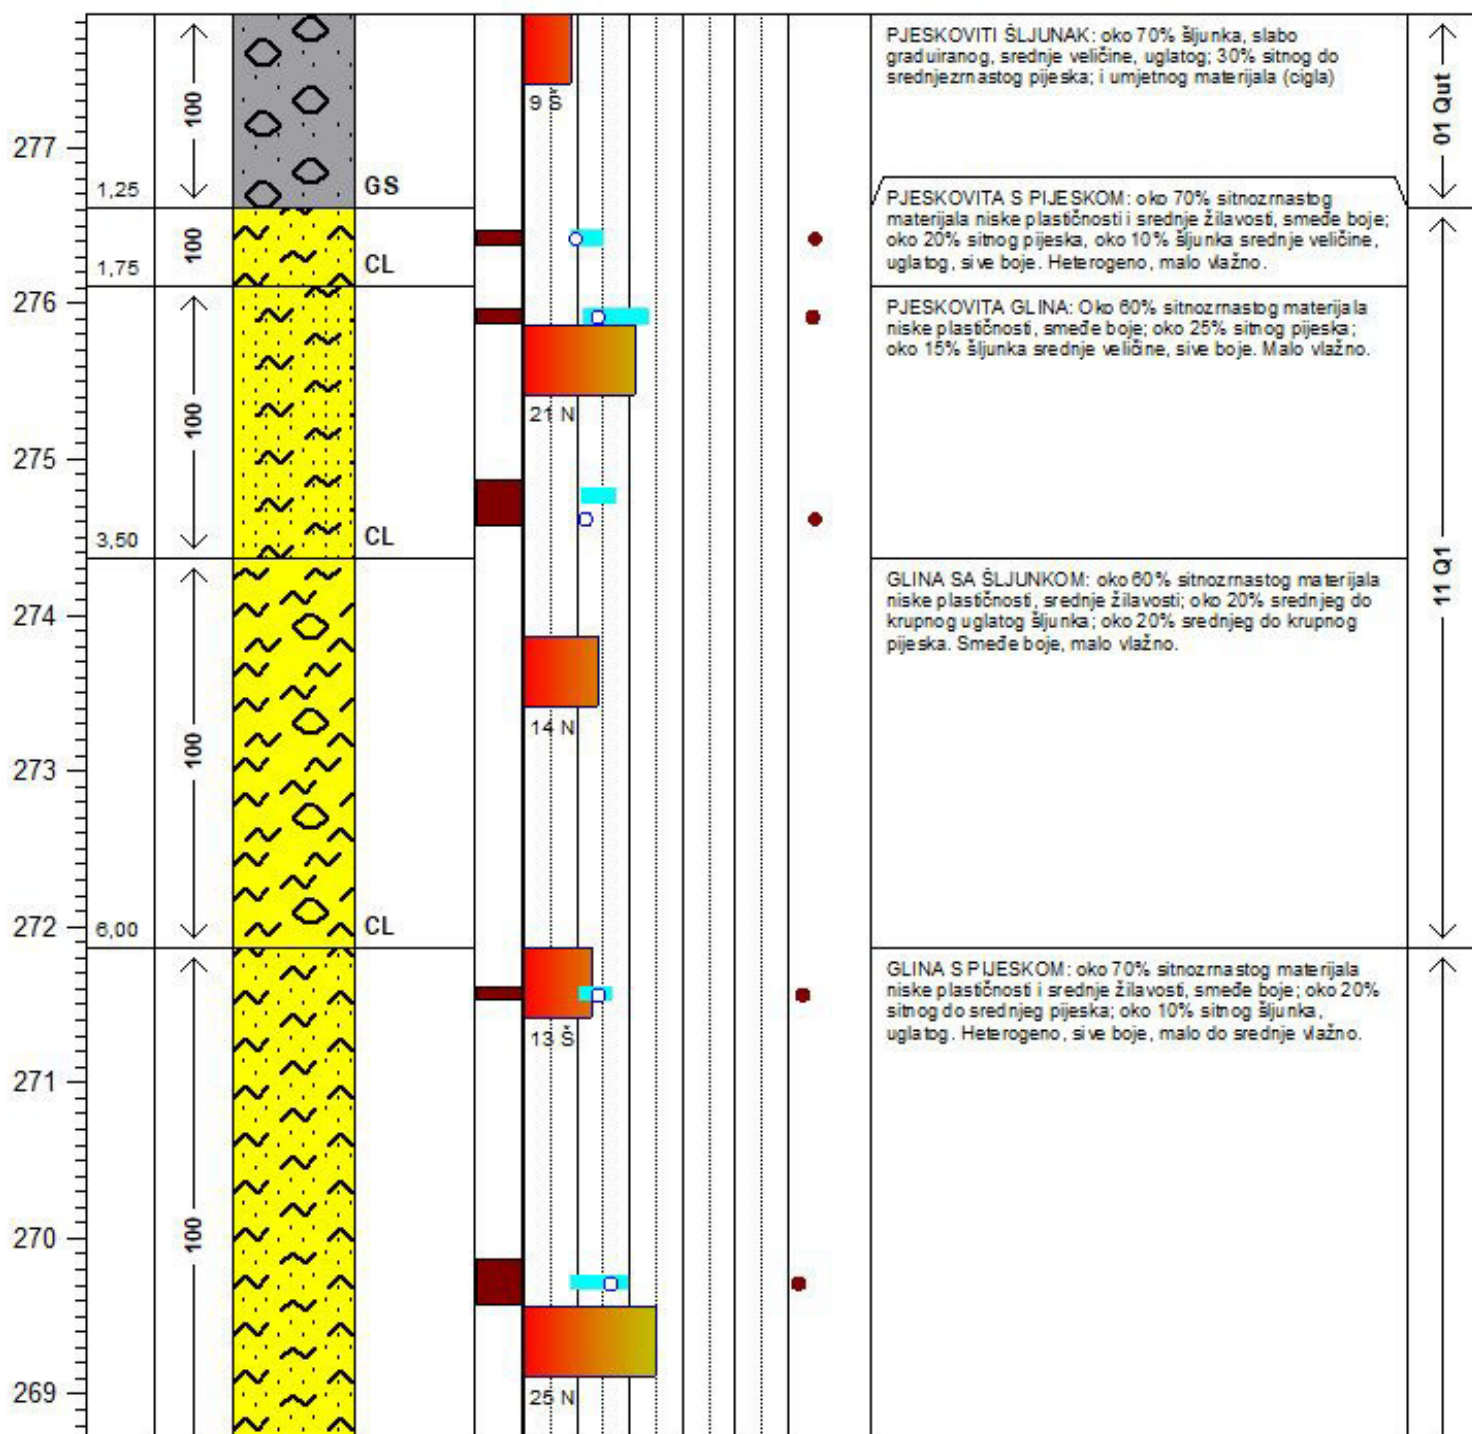 PJESKOVITI ŠLJUNAK: oko 70% šljunka, slabo
graduiranog, srednje veličine, uglatog; 30% sitnog do
srednjezrnastog pijeska; i umjetnog materijala (cigla)
100
9 Š
01 Qut
277
1,25
GS
PJESKOVITA S PIJESKOM: oko 70% sitnozrnastog
materijala niske plastičnosti i srednje žilavosti, smeđe boje;
oko 20% sitnog pijeska, oko 10% šljunka srednje veličine,
uglatog, sive boje. Heterogeno, malo vlažno.
100
1,75
CL
276
PJESKOVITA GLINA: Oko 60% sitnozrnastog materijala
niske plastičnosti, smeđe boje; oko 25% sitnog pijeska;
oko 15% šljunka srednje veličine, sive boje. Malo vlažno.
100
21 N
275
3,50
CL
11 Q1
GLINA SA ŠLJUNKOM: oko 60% sitnozrnastog materijala
niske plastičnosti, srednje žilavosti; oko 20% srednjeg do
krupnog uglatog šljunka; oko 20% srednjeg do krupnog
pijeska. Smeđe boje, malo vlažno.
274
14 N
100
273
272
6,00
CL
GLINA S PIJESKOM: oko 70% sitnozrnastog materijala
niske plastičnosti i srednje žilavosti, smeđe boje; oko 20%
sitnog do srednjeg pijeska; oko 10% sitnog šljunka,
uglatog. Heterogeno, sive boje, malo do srednje vlažno.
13 Š
271
100
270
269
25 N